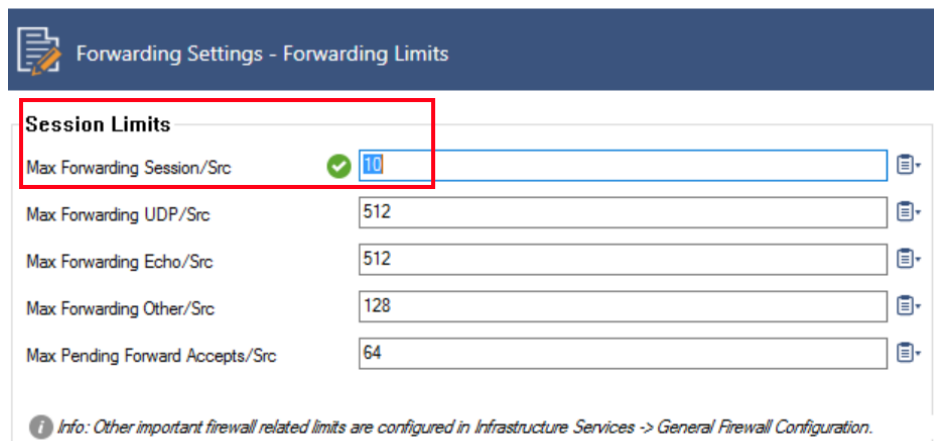 Forwarding Settings - Forwarding Limits
Session Limits
Max Forwarding Session/Src 10
Max Forwarding UDP/Src 512
Max Forwarding Echo/Src 512
Max Forwarding Other/Src 128
Max Pending Forward Accepts/Src 64
i Info: Other important firewall related limits are configured in Infrastructure Services -> General Firewall Configuration.